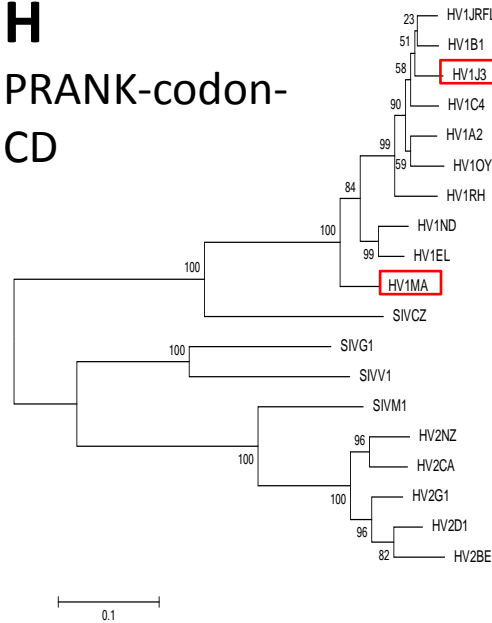 H
PRANK-codon-
CD
HV1JRFL
23
HV1B1
51
HV1J3
58
HV1C4
90
HV1A2
HV1OY
59
99
HV1RH
84
HV1ND
100
HV1EL
99
HV1MA
100
SIVCZ
SIVG1
100
SIVV1
SIVM1
HV2NZ
96
HV2CA
100
HV2G1
100
HV2D1
96
HV2BE
82
0.1